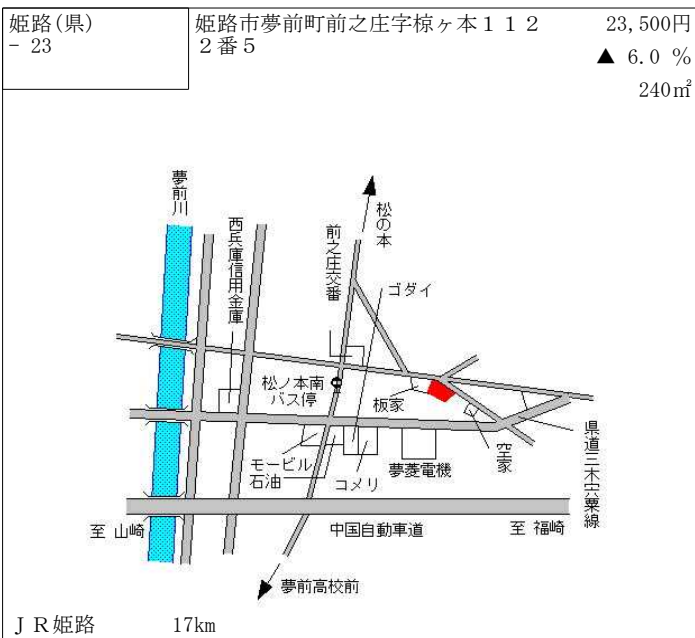 姫路(県)
- 23
姫路市夢前町前之庄字椋ヶ本１１２
２番５
23,500円
▲ 6.0 %
240㎡
夢前川
西兵庫信用金庫
前之庄交番
松の本
ゴダイ
松ノ本南
バス停
板家
空家
県道三木宍粟線
モービル
石油
コメリ
夢菱電機
至 山崎
中国自動車道
至 福崎
夢前高校前
ＪＲ姫路
17km